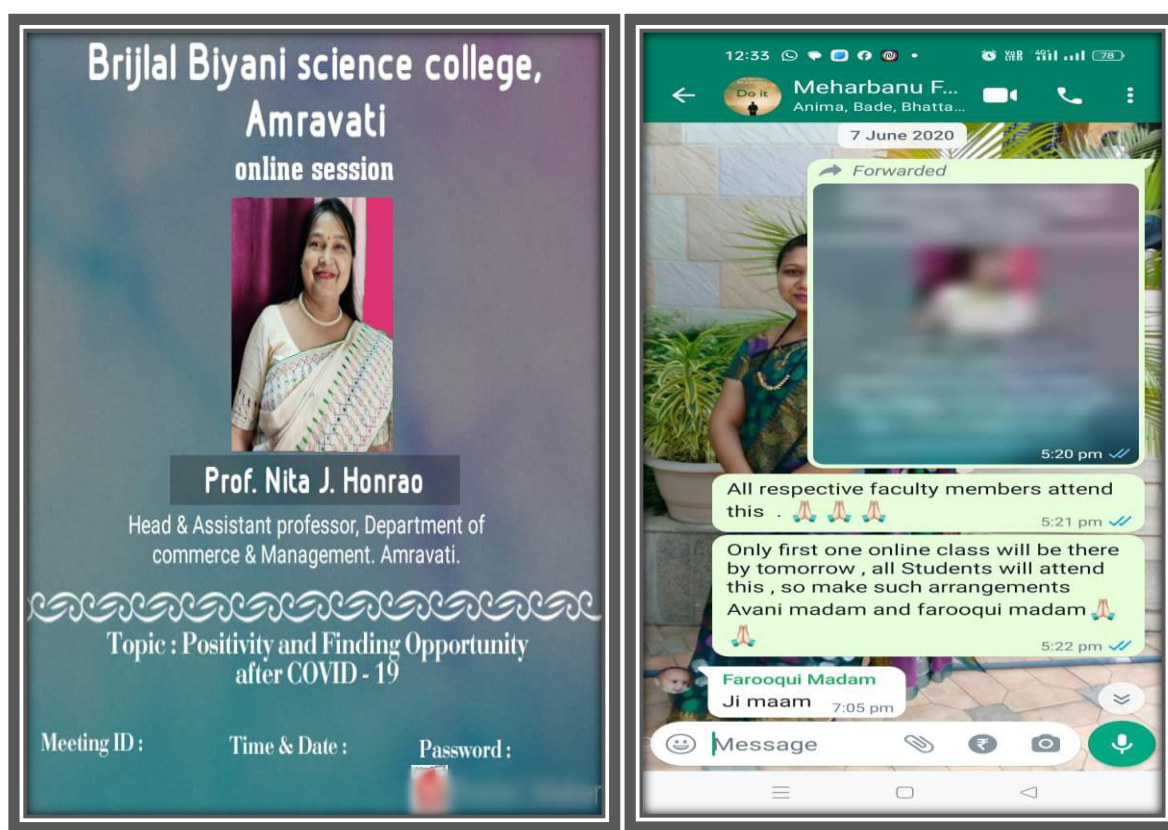 Brijlal Biyani science college,
Amravati
online session
Prof. Nita J. Honrao
Head & Assistant professor, Department of
commerce & Management. Amravati.
Topic : Positivity and Finding Opportunity
after COVID - 19
Meeting ID :
Time & Date :
Password :
12:33
78
Meharbanu F...
Do it
Anima, Bade, Bhatta...
7 June 2020
Forwarded
5:20 pm
All respective faculty members attend
this . 🙏🏻 🙏🏻 🙏🏻
5:21 pm
Only first one online class will be there
by tomorrow , all Students will attend
this , so make such arrangements
Avani madam and farooqui madam 🙏🏻
🙏🏻
5:22 pm
Farooqui Madam
Ji maam 7:05 pm
Message